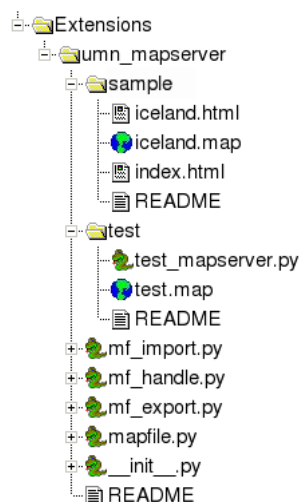 Extensions
umn_mapserver
sample
iceland.html
iceland.map
index.html
README
test
test_mapserver.py
test.map
README
mf_import.py
mf_handle.py
mf_export.py
mapfile.py
__init__.py
README